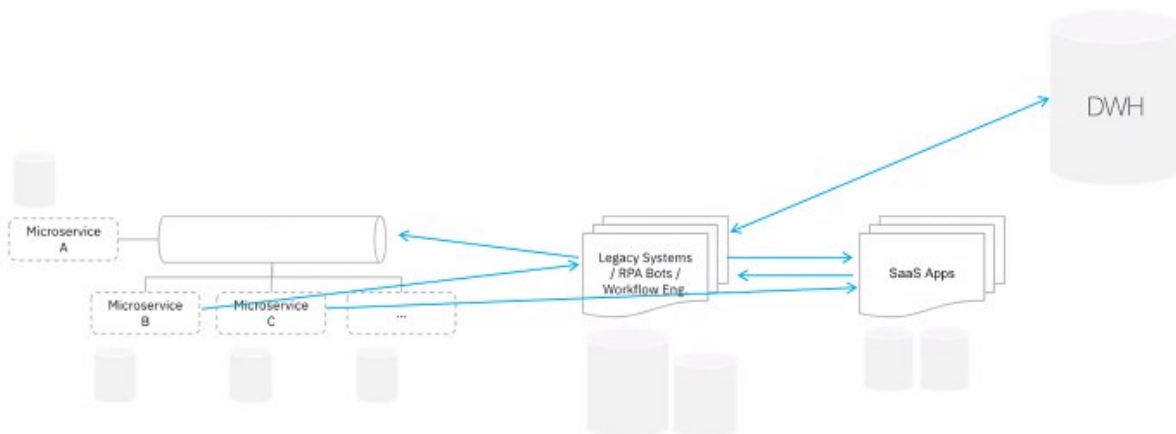 DWH
Microservice
A
Legacy Systems
/ RPA Bots /
Workflow Eng.
SaaS Apps
Microservice
B
Microservice
C
...